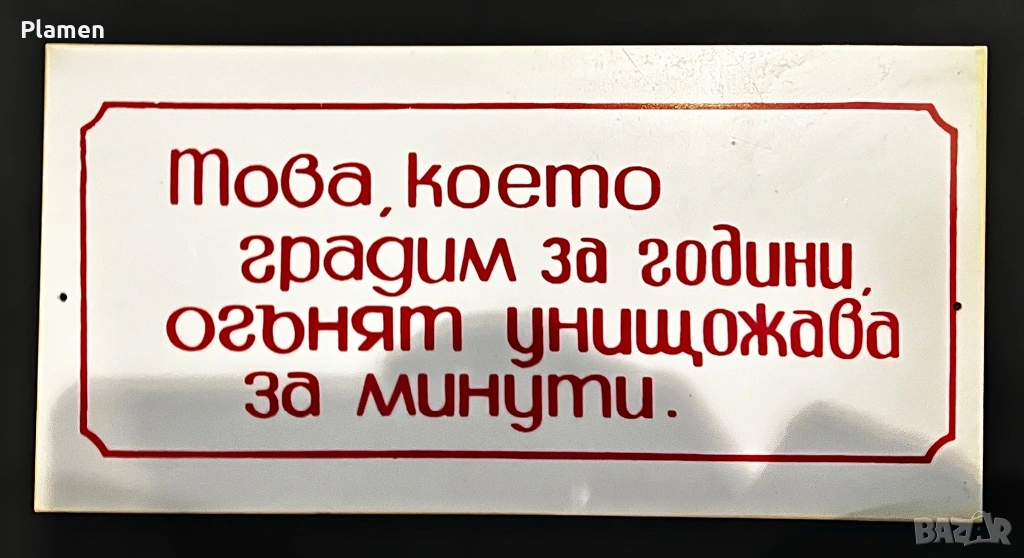 Plamen
Това, което
градим за години,
огънят унищожава
за минути.
BAZAR